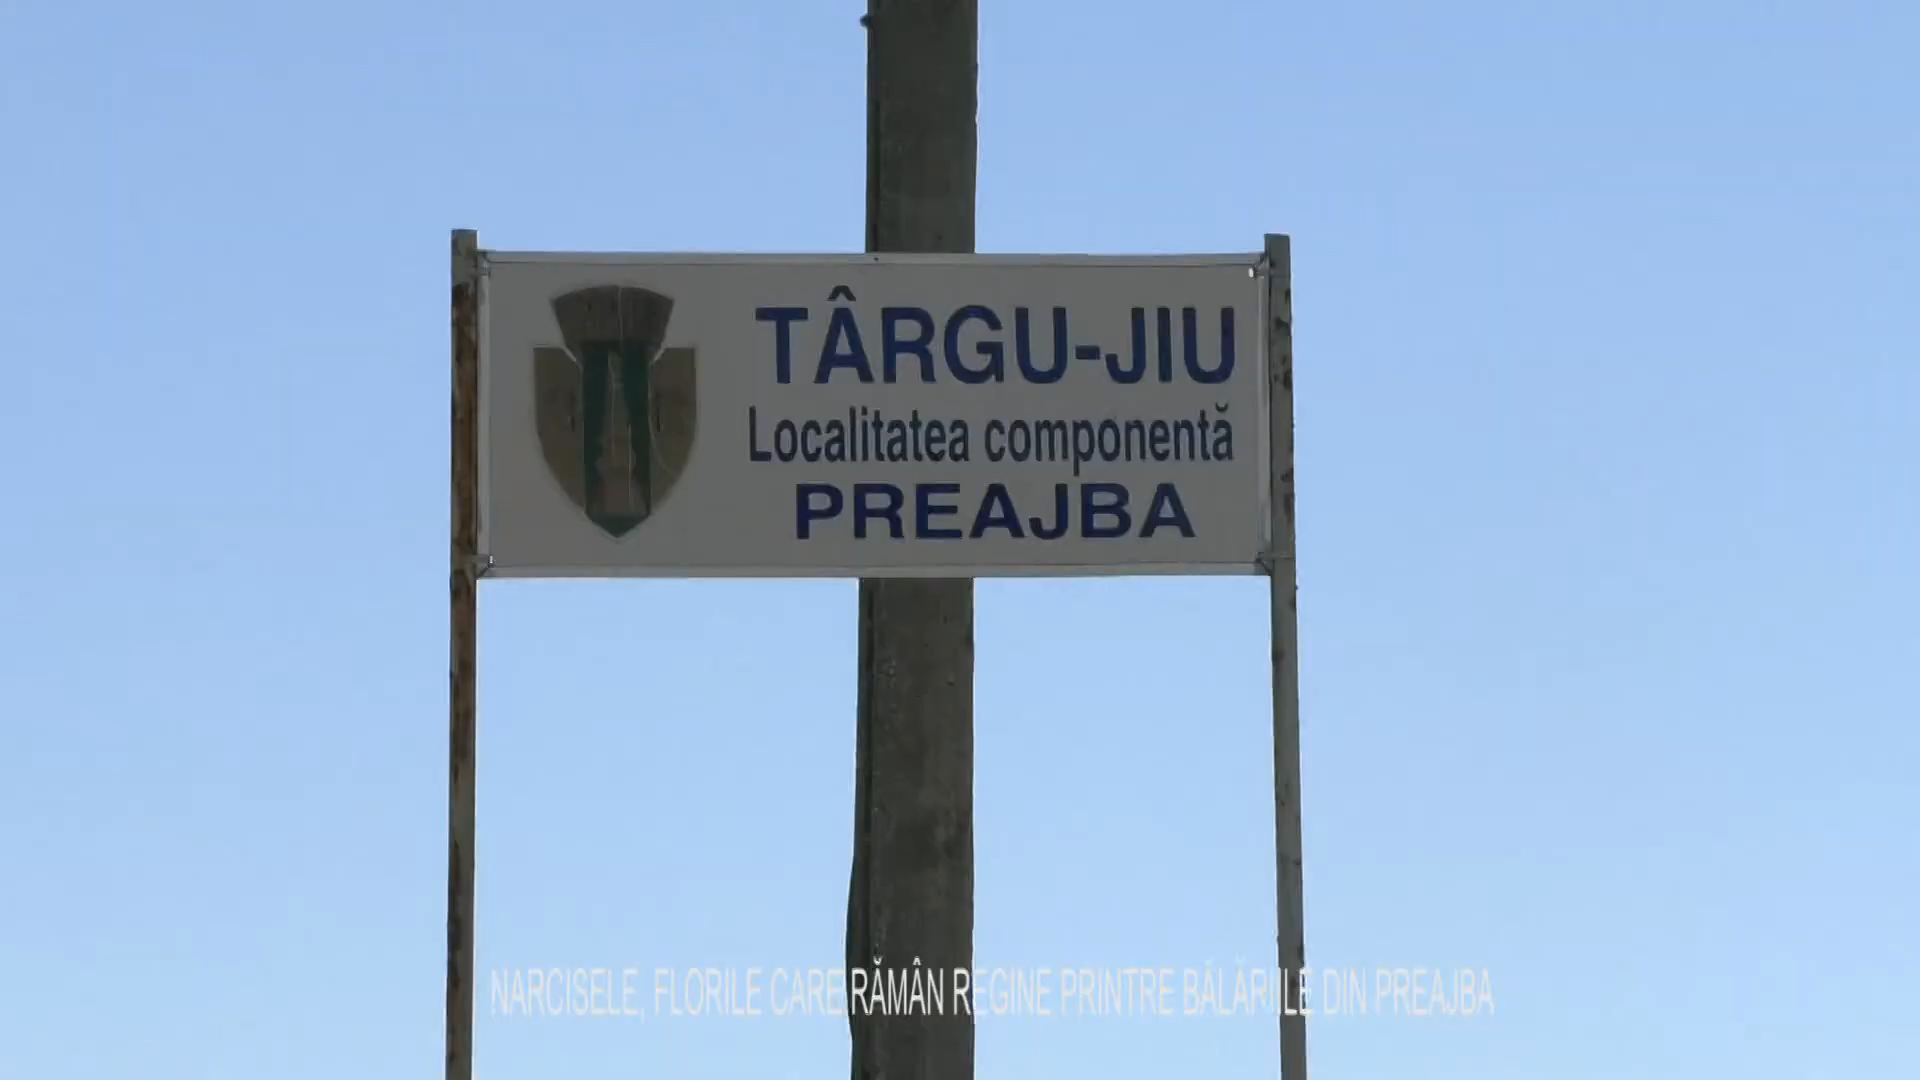 TÂRGU-JIU
Localitatea componentă
PREAJBA
NARCISELE, FLORILE CARE RĂMÂN REGINE PRINTRE BĂLĂRIILE DIN PREAJBA